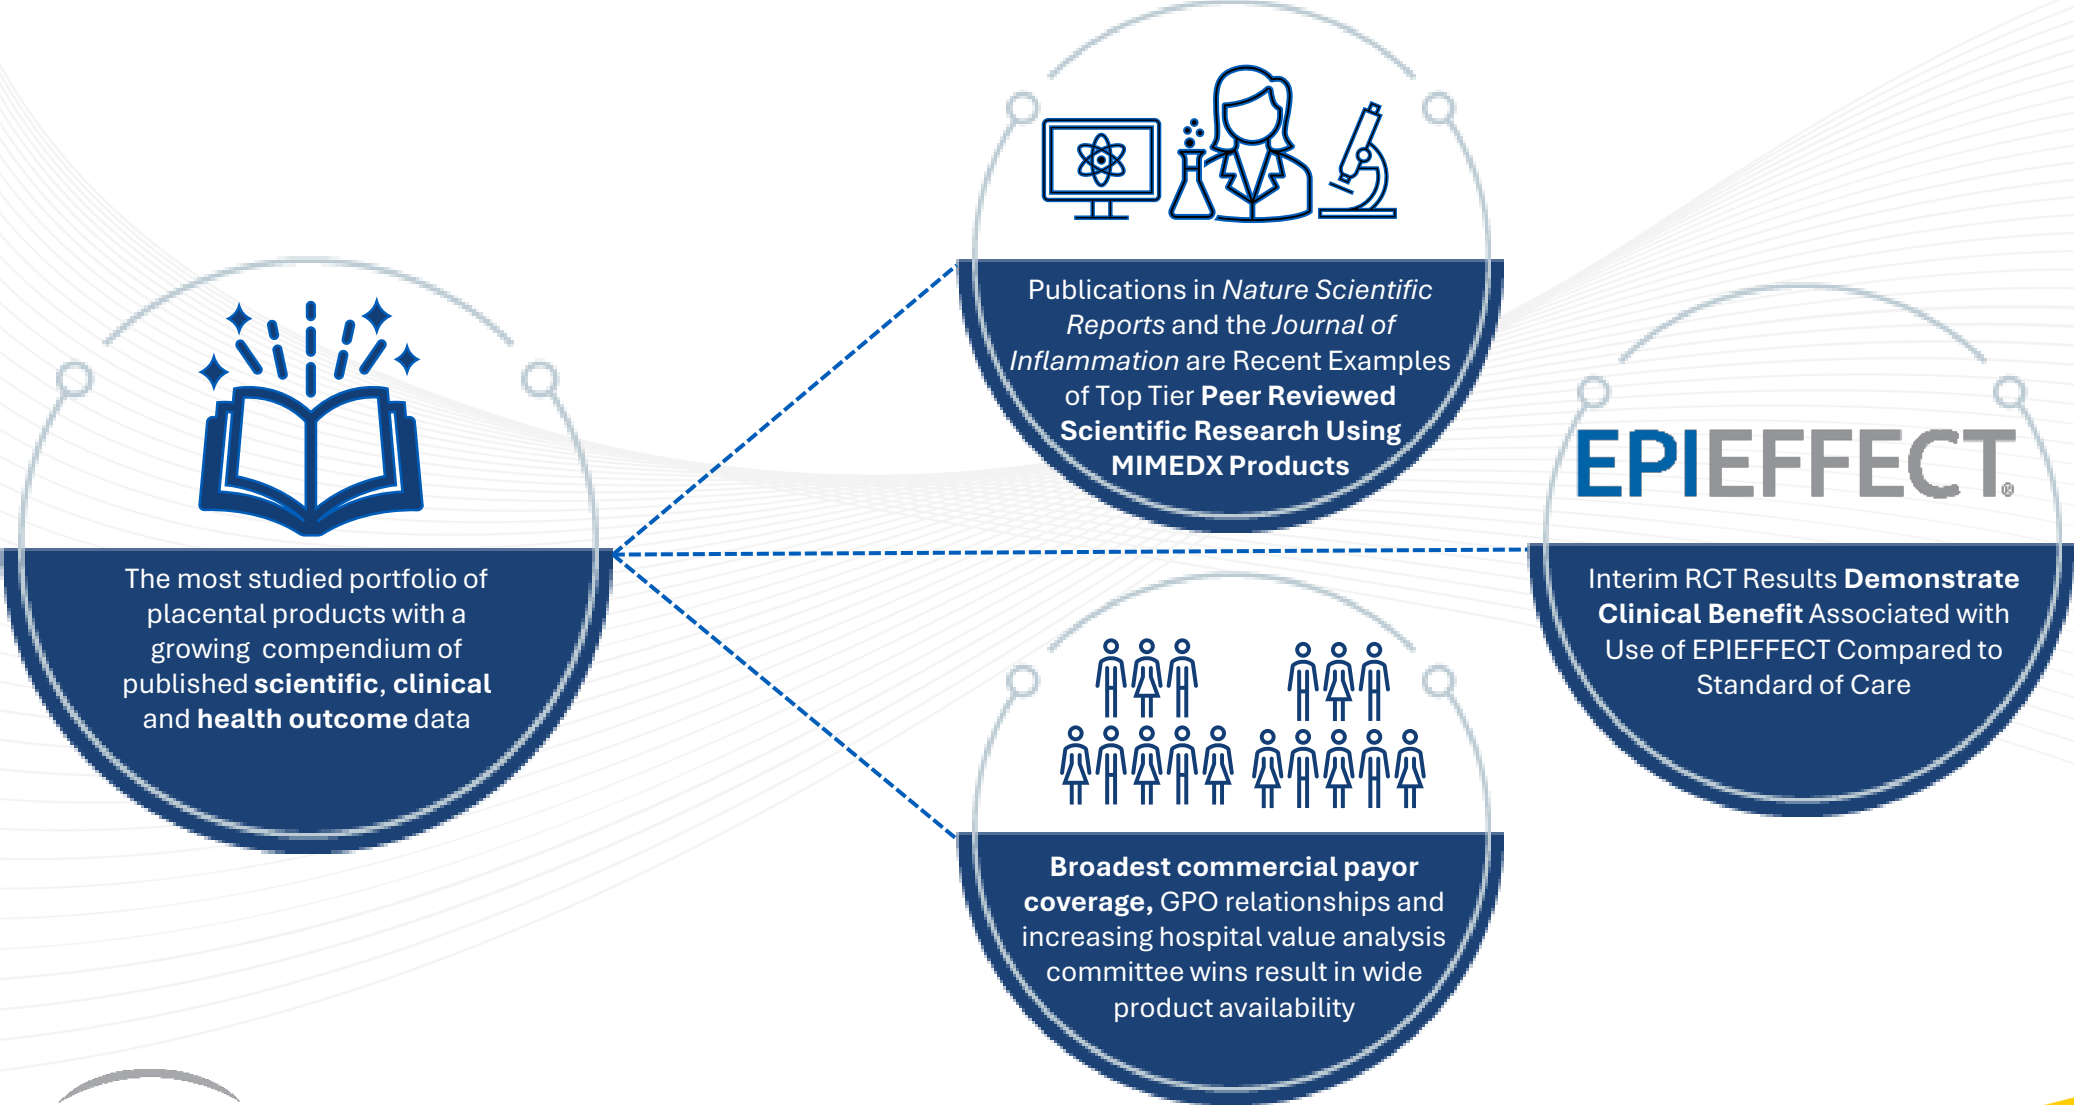 The most studied portfolio of
placental products with a
growing compendium of
published scientific, clinical
and health outcome data
Publications in Nature Scientific
Reports and the Journal of
Inflammation are Recent Examples
of Top Tier Peer Reviewed
Scientific Research Using
MIMEDX Products
EPIEFFECT®
Interim RCT Results Demonstrate
Clinical Benefit Associated with
Use of EPIEFFECT Compared to
Standard of Care
Broadest commercial payor
coverage, GPO relationships and
increasing hospital value analysis
committee wins result in wide
product availability